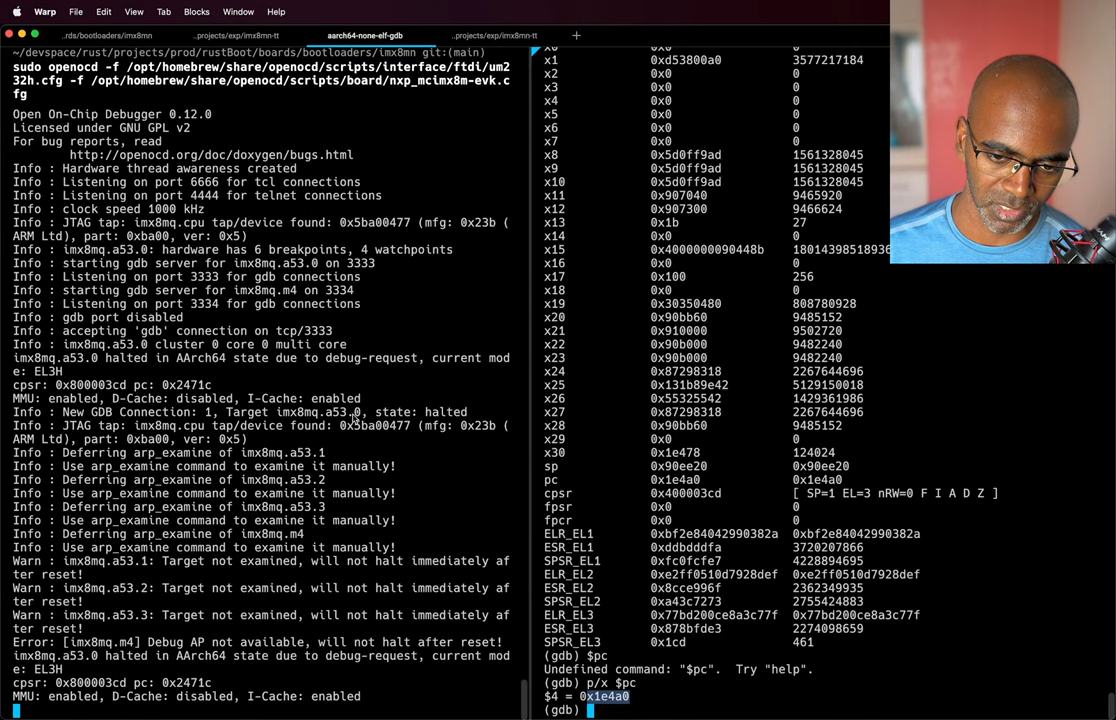 Warp File Edit View Tab Blocks Window Help
..rds/bootloaders/imx8mn
..projects/exp/imx8mn-tt
aarch64-none-elf-gdb
..projects/exp/imx8mn-tt
+
~/devspace/rust/projects/prod/rustBoot/boards/bootloaders/imx8mn git:(main)
sudo openocd -f /opt/homebrew/share/openocd/scripts/interface/ftdi/um2
32h.cfg -f /opt/homebrew/share/openocd/scripts/board/nxp_mcimx8m-evk.c
fg
Open On-Chip Debugger 0.12.0
Licensed under GNU GPL v2
For bug reports, read
http://openocd.org/doc/doxygen/bugs.html
Info : Hardware thread awareness created
Info : Listening on port 6666 for tcl connections
Info : Listening on port 4444 for telnet connections
Info : clock speed 1000 kHz
Info : JTAG tap: imx8mq.cpu tap/device found: 0x5ba00477 (mfg: 0x23b (
ARM Ltd), part: 0xba00, ver: 0x5)
Info : imx8mq.a53.0: hardware has 6 breakpoints, 4 watchpoints
Info : starting gdb server for imx8mq.a53.0 on 3333
Info : Listening on port 3333 for gdb connections
Info : starting gdb server for imx8mq.m4 on 3334
Info : Listening on port 3334 for gdb connections
Info : gdb port disabled
Info : accepting 'gdb' connection on tcp/3333
Info : imx8mq.a53.0 cluster 0 core 0 multi core
imx8mq.a53.0 halted in AArch64 state due to debug-request, current mod
e: EL3H
cpsr: 0x800003cd pc: 0x2471c
MMU: enabled, D-Cache: disabled, I-Cache: enabled
Info : New GDB Connection: 1, Target imx8mq.a53.0, state: halted
Info : JTAG tap: imx8mq.cpu tap/device found: 0x5ba00477 (mfg: 0x23b (
ARM Ltd), part: 0xba00, ver: 0x5)
Info : Deferring arp_examine of imx8mq.a53.1
Info : Use arp_examine command to examine it manually!
Info : Deferring arp_examine of imx8mq.a53.2
Info : Use arp_examine command to examine it manually!
Info : Deferring arp_examine of imx8mq.a53.3
Info : Use arp_examine command to examine it manually!
Info : Deferring arp_examine of imx8mq.m4
Info : Use arp_examine command to examine it manually!
Warn : imx8mq.a53.1: Target not examined, will not halt immediately af
ter reset!
Warn : imx8mq.a53.2: Target not examined, will not halt immediately af
ter reset!
Warn : imx8mq.a53.3: Target not examined, will not halt immediately af
ter reset!
Error: [imx8mq.m4] Debug AP not available, will not halt after reset!
imx8mq.a53.0 halted in AArch64 state due to debug-request, current mod
e: EL3H
cpsr: 0x800003cd pc: 0x2471c
MMU: enabled, D-Cache: disabled, I-Cache: enabled
x0 0x0 0
x1 0xd53800a0 3577217184
x2 0x0 0
x3 0x0 0
x4 0x0 0
x5 0x0 0
x6 0x0 0
x7 0x0 0
x8 0x5d0ff9ad 1561328045
x9 0x5d0ff9ad 1561328045
x10 0x5d0ff9ad 1561328045
x11 0x907040 9465920
x12 0x907300 9466624
x13 0x1b 27
x14 0x0 0
x15 0x4000000090448b 18014398518936
x16 0x0 0
x17 0x100 256
x18 0x0 0
x19 0x30350480 808780928
x20 0x90bb60 9485152
x21 0x910000 9502720
x22 0x90b000 9482240
x23 0x90b000 9482240
x24 0x87298318 2267644696
x25 0x131b89e42 5129150018
x26 0x55325542 1429361986
x27 0x87298318 2267644696
x28 0x90bb60 9485152
x29 0x0 0
x30 0x1e478 124024
sp 0x90ee20 0x90ee20
pc 0x1e4a0 0x1e4a0
cpsr 0x400003cd [ SP=1 EL=3 nRW=0 F I A D Z ]
fpsr 0x0 0
fpcr 0x0 0
ELR_EL1 0xbf2e84042990382a 0xbf2e84042990382a
ESR_EL1 0xddbdddfa 3720207866
SPSR_EL1 0xfc0fcfe7 4228894695
ELR_EL2 0xe2ff0510d7928def 0xe2ff0510d7928def
ESR_EL2 0x8cce996f 2362349935
SPSR_EL2 0xa43c7273 2755424883
ELR_EL3 0x77bd200ce8a3c77f 0x77bd200ce8a3c77f
ESR_EL3 0x878bfde3 2274098659
SPSR_EL3 0x1cd 461
(gdb) $pc
Undefined command: "$pc". Try "help".
(gdb) p/x $pc
$4 = 0x1e4a0
(gdb)